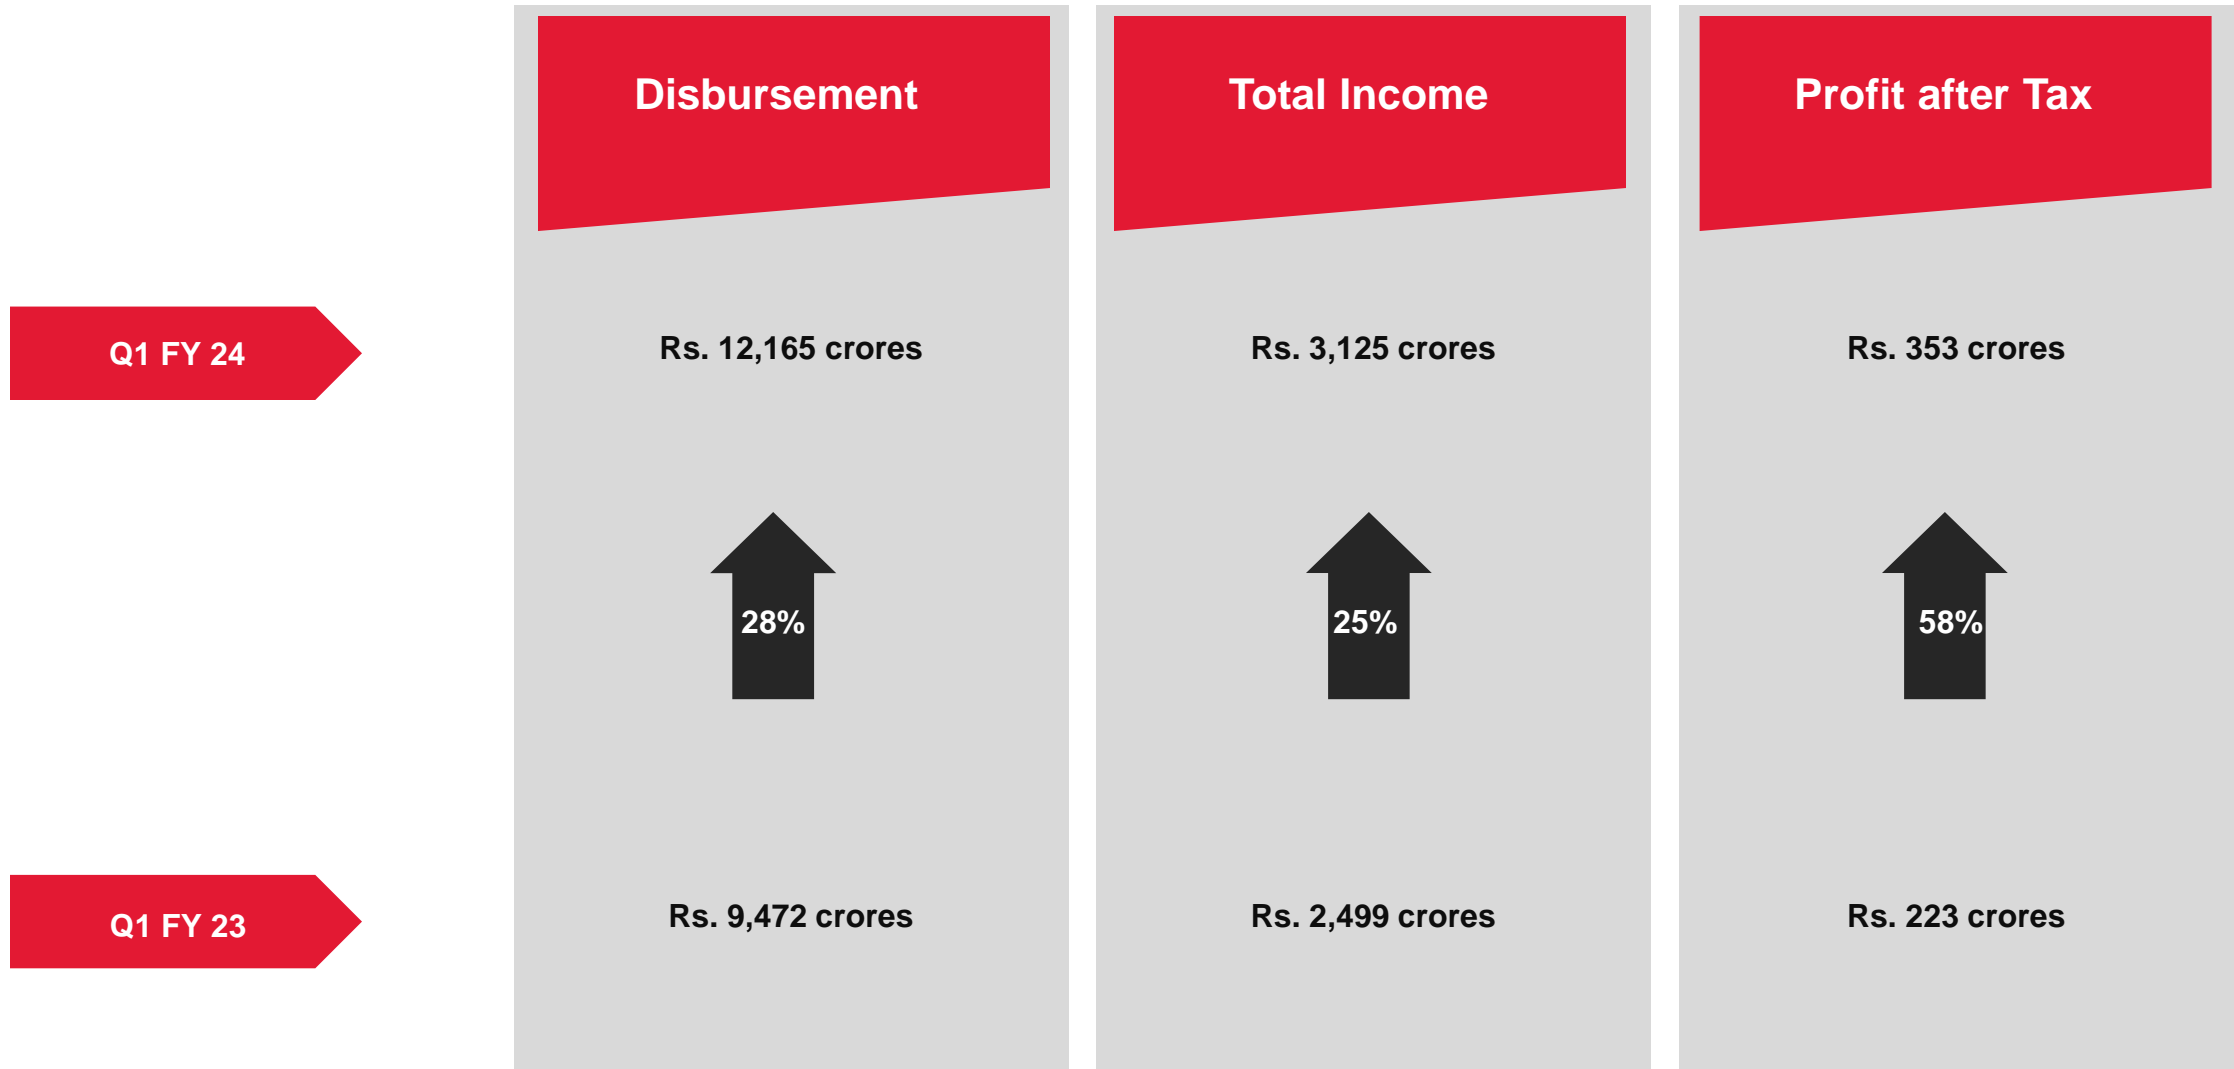 Disbursement
Total Income
Profit after Tax
Q1 FY 24
Rs. 12,165 crores
Rs. 3,125 crores
Rs. 353 crores
28%
25%
58%
Q1 FY 23
Rs. 9,472 crores
Rs. 2,499 crores
Rs. 223 crores